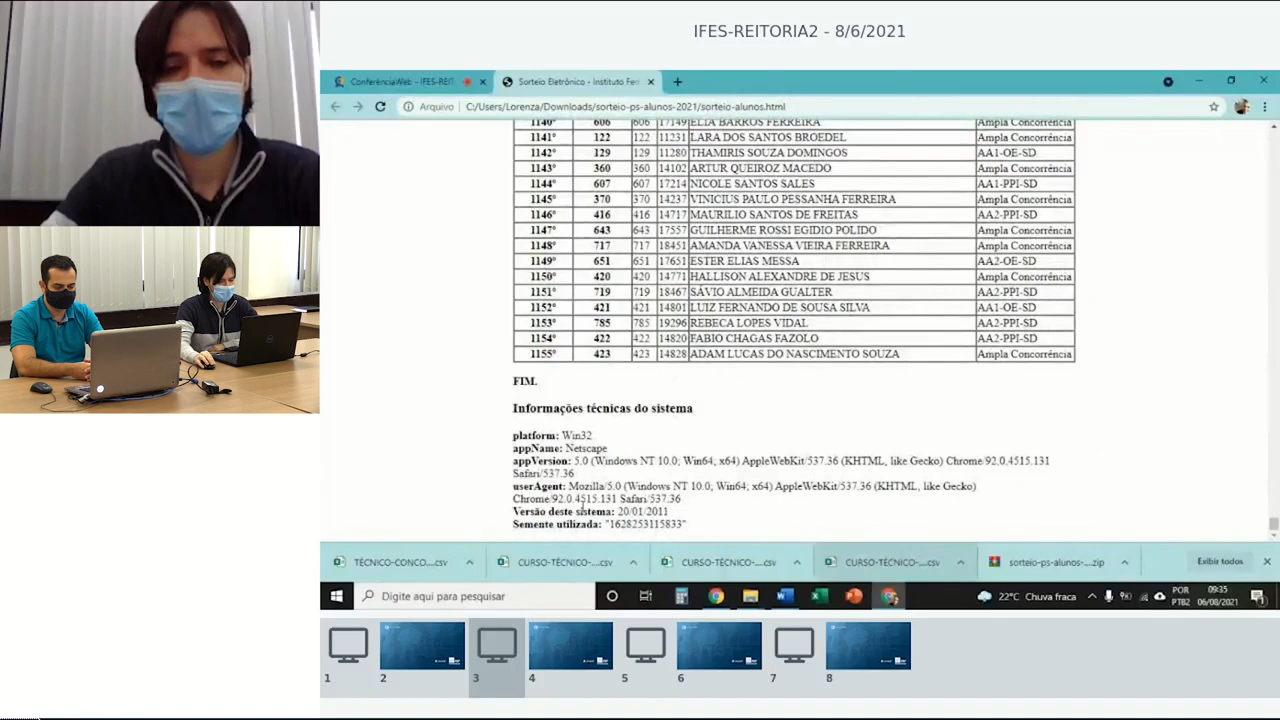 IFES-REITORIA2 - 8/6/2021
ConferênciaWeb - IFES-REIT
Sorteio Eletrônico - Instituto Fed
Arquivo | C:/Users/Lorenza/Downloads/sorteio-ps-alunos-2021/sorteio-alunos.html
1140º 606 606 17149 ELIA BARROS FERREIRA Ampla Concorrência
1141º 122 122 11231 LARA DOS SANTOS BROEDEL Ampla Concorrência
1142º 129 129 11280 THAMIRIS SOUZA DOMINGOS AA1-OE-SD
1143º 360 360 14102 ARTUR QUEIROZ MACEDO Ampla Concorrência
1144º 607 607 17214 NICOLE SANTOS SALES AA1-PPI-SD
1145º 370 370 14237 VINICIUS PAULO PESSANHA FERREIRA Ampla Concorrência
1146º 416 416 14717 MAURILIO SANTOS DE FREITAS AA2-PPI-SD
1147º 643 643 17557 GUILHERME ROSSI EGIDIO POLIDO Ampla Concorrência
1148º 717 717 18451 AMANDA VANESSA VIEIRA FERREIRA Ampla Concorrência
1149º 651 651 17651 ESTER ELIAS MESSA AA2-OE-SD
1150º 420 420 14771 HALLISON ALEXANDRE DE JESUS Ampla Concorrência
1151º 719 719 18467 SÁVIO ALMEIDA GUALTER AA2-PPI-SD
1152º 421 421 14801 LUIZ FERNANDO DE SOUSA SILVA AA1-OE-SD
1153º 785 785 19296 REBECA LOPES VIDAL AA2-PPI-SD
1154º 422 422 14820 FABIO CHAGAS FAZOLO AA2-PPI-SD
1155º 423 423 14828 ADAM LUCAS DO NASCIMENTO SOUZA Ampla Concorrência
FIM.
Informações técnicas do sistema
platform: Win32
appName: Netscape
appVersion: 5.0 (Windows NT 10.0; Win64; x64) AppleWebKit/537.36 (KHTML, like Gecko) Chrome/92.0.4515.131
Safari/537.36
userAgent: Mozilla/5.0 (Windows NT 10.0; Win64; x64) AppleWebKit/537.36 (KHTML, like Gecko)
Chrome/92.0.4515.131 Safari/537.36
Versão deste sistema: 20/01/2011
Semente utilizada: "1628253115833"
TÉCNICO-CONCO....csv
CURSO-TÉCNICO-....csv
CURSO-TÉCNICO-....csv
CURSO-TÉCNICO-....csv
sorteio-ps-alunos-....zip
Exibir todos
Digite aqui para pesquisar
22°C Chuva fraca
POR 09:35
PTB2 06/08/2021
1 2 3 4 5 6 7 8